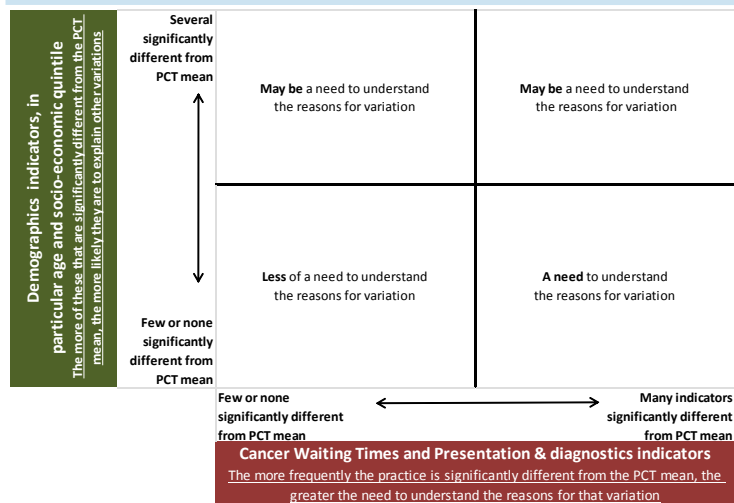 Demographics indicators, in
particular age and socio-economic quintile
The more of these that are significantly different from the PCT
mean, the more likely they are to explain other variations
Several
significantly
different from
PCT mean
May be a need to understand
the reasons for variation
May be a need to understand
the reasons for variation
Less of a need to understand
the reasons for variation
A need to understand
the reasons for variation
Few or none
significantly
different from
PCT mean
Few or none
significantly different
from PCT mean
Many indicators
significantly different
from PCT mean
Cancer Waiting Times and Presentation & diagnostics indicators
The more frequently the practice is significantly different from the PCT mean, the
greater the need to understand the reasons for that variation